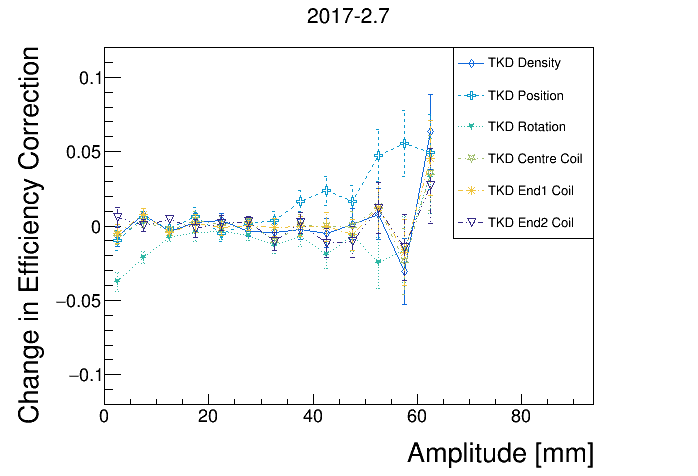 2017-2.7
Change in Efficiency Correction
0.1
0.05
0
−0.05
−0.1
TKD Density
TKD Position
TKD Rotation
TKD Centre Coil
TKD End1 Coil
TKD End2 Coil
0 20 40 60 80
Amplitude [mm]